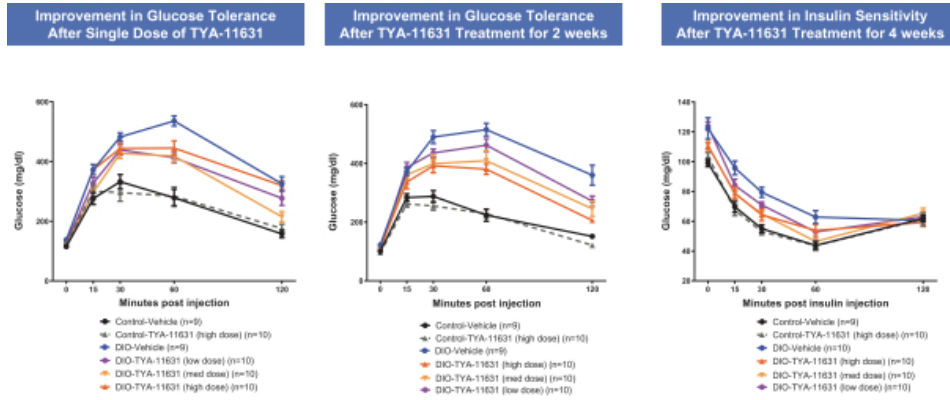 Improvement in Glucose Tolerance
After Single Dose of TYA-11631
Improvement in Glucose Tolerance
After TYA-11631 Treatment for 2 weeks
Improvement in Insulin Sensitivity
After TYA-11631 Treatment for 4 weeks
Glucose (mg/dl)
600
400
200
0
0 15 30 60 120
Minutes post injection
Control-Vehicle (n=9)
Control-TYA-11631 (high dose) (n=10)
DIO-Vehicle (n=9)
DIO-TYA-11631 (low dose) (n=10)
DIO-TYA-11631 (med dose) (n=10)
DIO-TYA-11631 (high dose) (n=10)
Glucose (mg/dl)
600
400
200
0
0 15 30 60 120
Minutes post injection
Control-Vehicle (n=9)
Control-TYA-11631 (high dose) (n=10)
DIO-Vehicle (n=9)
DIO-TYA-11631 (high dose) (n=10)
DIO-TYA-11631 (med dose) (n=10)
DIO-TYA-11631 (low dose) (n=10)
Glucose (mg/dl)
140
120
100
80
60
40
20
0 15 30 60 120
Minutes post insulin injection
Control-Vehicle (n=9)
Control-TYA-11631 (high dose) (n=10)
DIO-Vehicle (n=10)
DIO-TYA-11631 (high dose) (n=10)
DIO-TYA-11631 (med dose) (n=10)
DIO-TYA-11631 (low dose) (n=10)